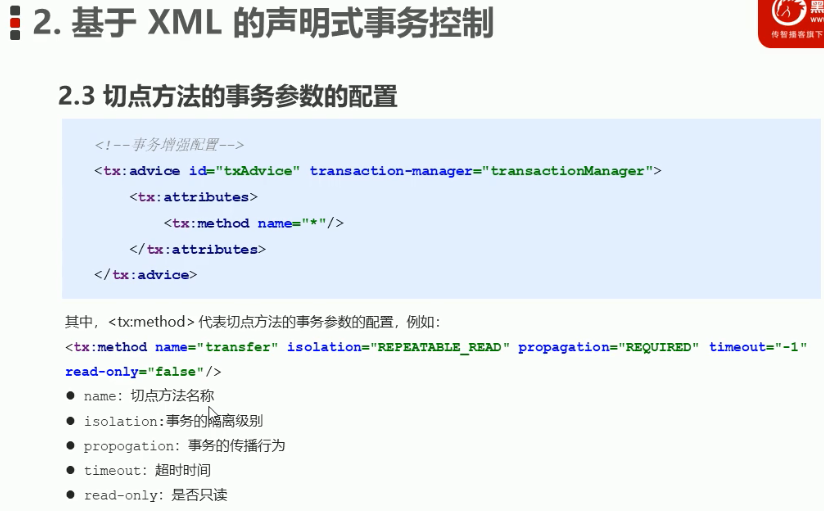 2. 基于 XML 的声明式事务控制
黑
www
传智播客旗下
2.3 切点方法的事务参数的配置
<!--事务增强配置-->
<tx:advice id="txAdvice" transaction-manager="transactionManager">
<tx:attributes>
<tx:method name="*"/>
</tx:attributes>
</tx:advice>
其中，<tx:method> 代表切点方法的事务参数的配置，例如：
<tx:method name="transfer" isolation="REPEATABLE_READ" propagation="REQUIRED" timeout="-1"
read-only="false"/>
● name：切点方法名称
● isolation:事务的隔离级别
● propogation：事务的传播行为
● timeout：超时时间
● read-only：是否只读